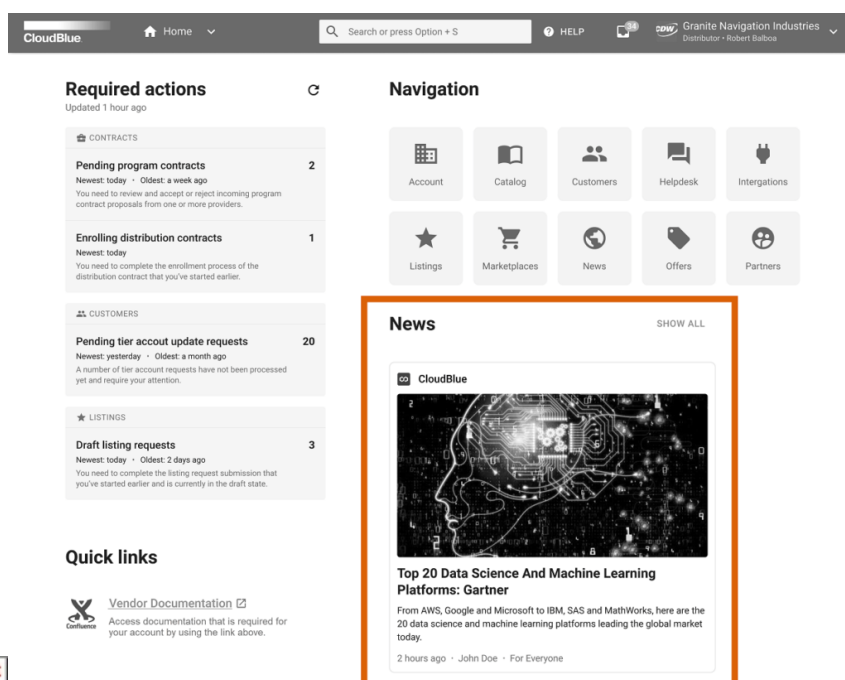 CloudBlue
Home
Search or press Option + S
HELP
34
CDW
Granite Navigation Industries
Distributor • Robert Balboa
Required actions
Updated 1 hour ago
CONTRACTS
Pending program contracts 2
Newest: today · Oldest: a week ago
You need to review and accept or reject incoming program
contract proposals from one or more providers.
Enrolling distribution contracts 1
Newest: today
You need to complete the enrollment process of the
distribution contract that you've started earlier.
CUSTOMERS
Pending tier accout update requests 20
Newest: yesterday · Oldest: a month ago
A number of tier account requests have not been processed
yet and require your attention.
LISTINGS
Draft listing requests 3
Newest: today · Oldest: 2 days ago
You need to complete the listing request submission that
you've started earlier and is currently in the draft state.
Quick links
Confluence
Vendor Documentation
Access documentation that is required for
your account by using the link above.
Navigation
Account
Catalog
Customers
Helpdesk
Intergations
Listings
Marketplaces
News
Offers
Partners
News
SHOW ALL
CloudBlue
Top 20 Data Science And Machine Learning
Platforms: Gartner
From AWS, Google and Microsoft to IBM, SAS and MathWorks, here are the
20 data science and machine learning platforms leading the global market
today.
2 hours ago · John Doe · For Everyone